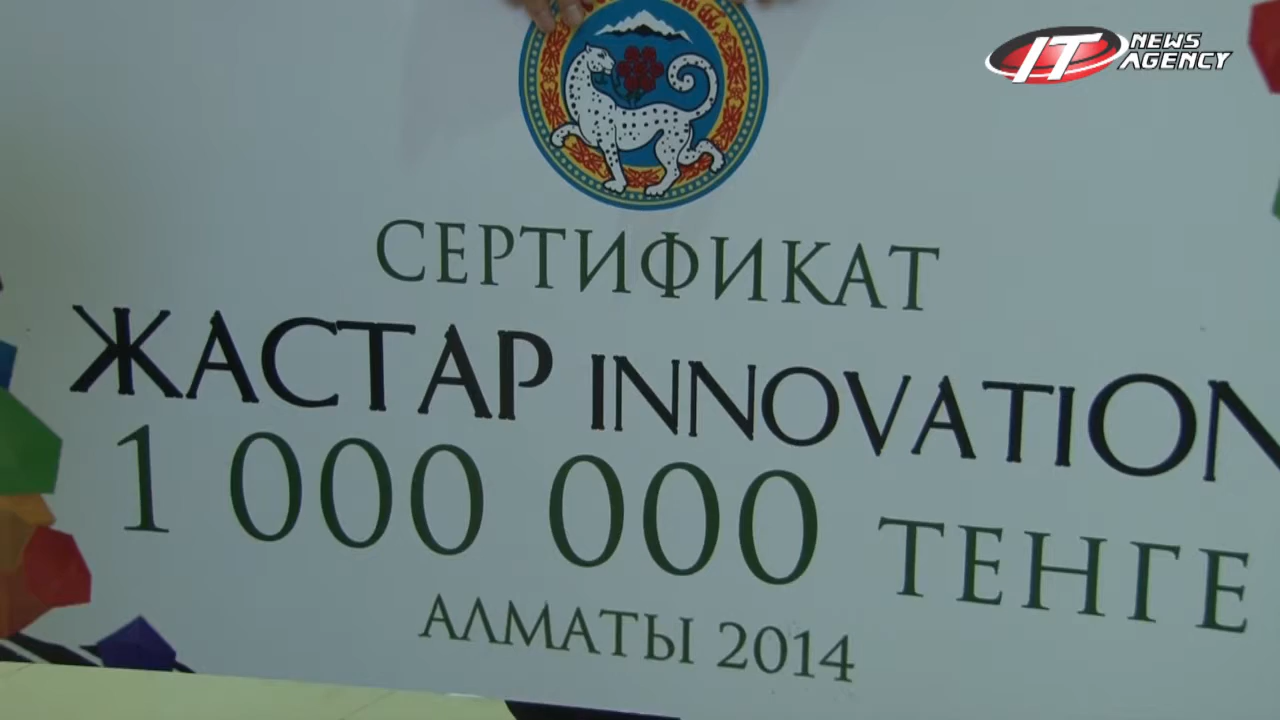 IT NEWS
AGENCY
СЕРТИФИКАТ
ЖАСТАР INNOVATION
1 000 000 ТЕНГЕ
АЛМАТЫ 2014